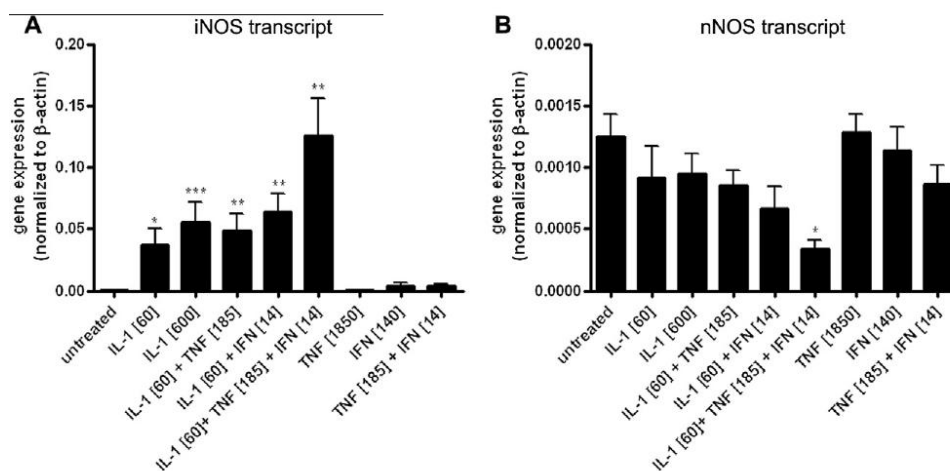 A
iNOS transcript
gene expression
(normalized to β-actin)
0.20
0.15
0.10
0.05
0.00
*
***
**
**
**
untreated
IL-1 [60]
IL-1 [600]
IL-1 [60] + TNF [185]
IL-1 [60] + IFN [14]
IL-1 [60]+ TNF [185] + IFN [14]
TNF [1850]
IFN [140]
TNF [185] + IFN [14]
B
nNOS transcript
gene expression
(normalized to β-actin)
0.0020
0.0015
0.0010
0.0005
0.0000
*
untreated
IL-1 [60]
IL-1 [600]
IL-1 [60] + TNF [185]
IL-1 [60] + IFN [14]
IL-1 [60]+ TNF [185] + IFN [14]
TNF [1850]
IFN [140]
TNF [185] + IFN [14]